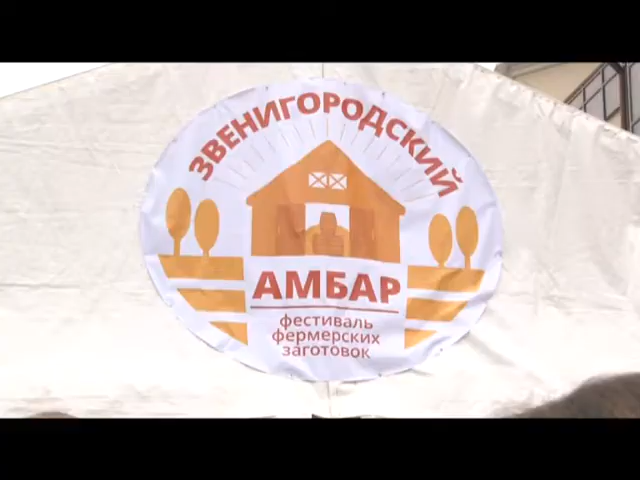 ЗВЕНИГОРОДСКИЙ
АМБАР
фестиваль
фермерских
заготовок